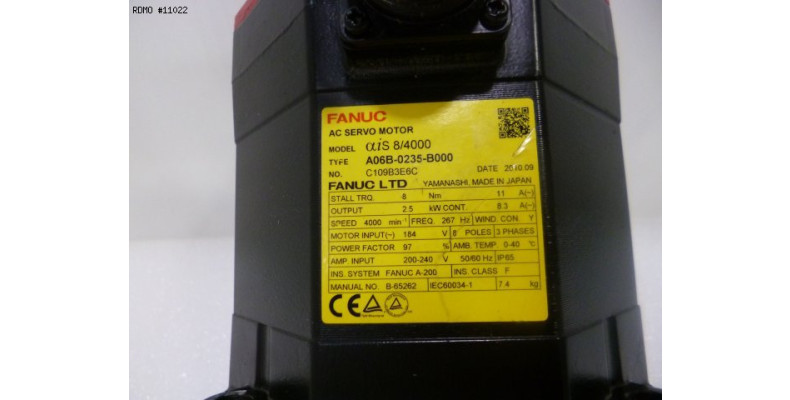 RDMO #11022
FANUC
AC SERVO MOTOR
MODEL αiS 8/4000
TYPE A06B-0235-B000
NO. C109B3E6C DATE 2010.09
FANUC LTD YAMANASHI, MADE IN JAPAN
STALL TRQ. 8 Nm 11 A(~)
OUTPUT 2.5 kW CONT. 8.3 A(~)
SPEED 4000 min⁻¹ FREQ. 267 Hz WIND. CON. Y
MOTOR INPUT(~) 184 V 8 POLES 3 PHASES
POWER FACTOR 97 % AMB. TEMP. 0-40 °C
AMP. INPUT 200-240 V 50/60 Hz IP65
INS. SYSTEM FANUC A-200 INS. CLASS F
MANUAL NO. B-65262 IEC60034-1 7.4 kg
CE